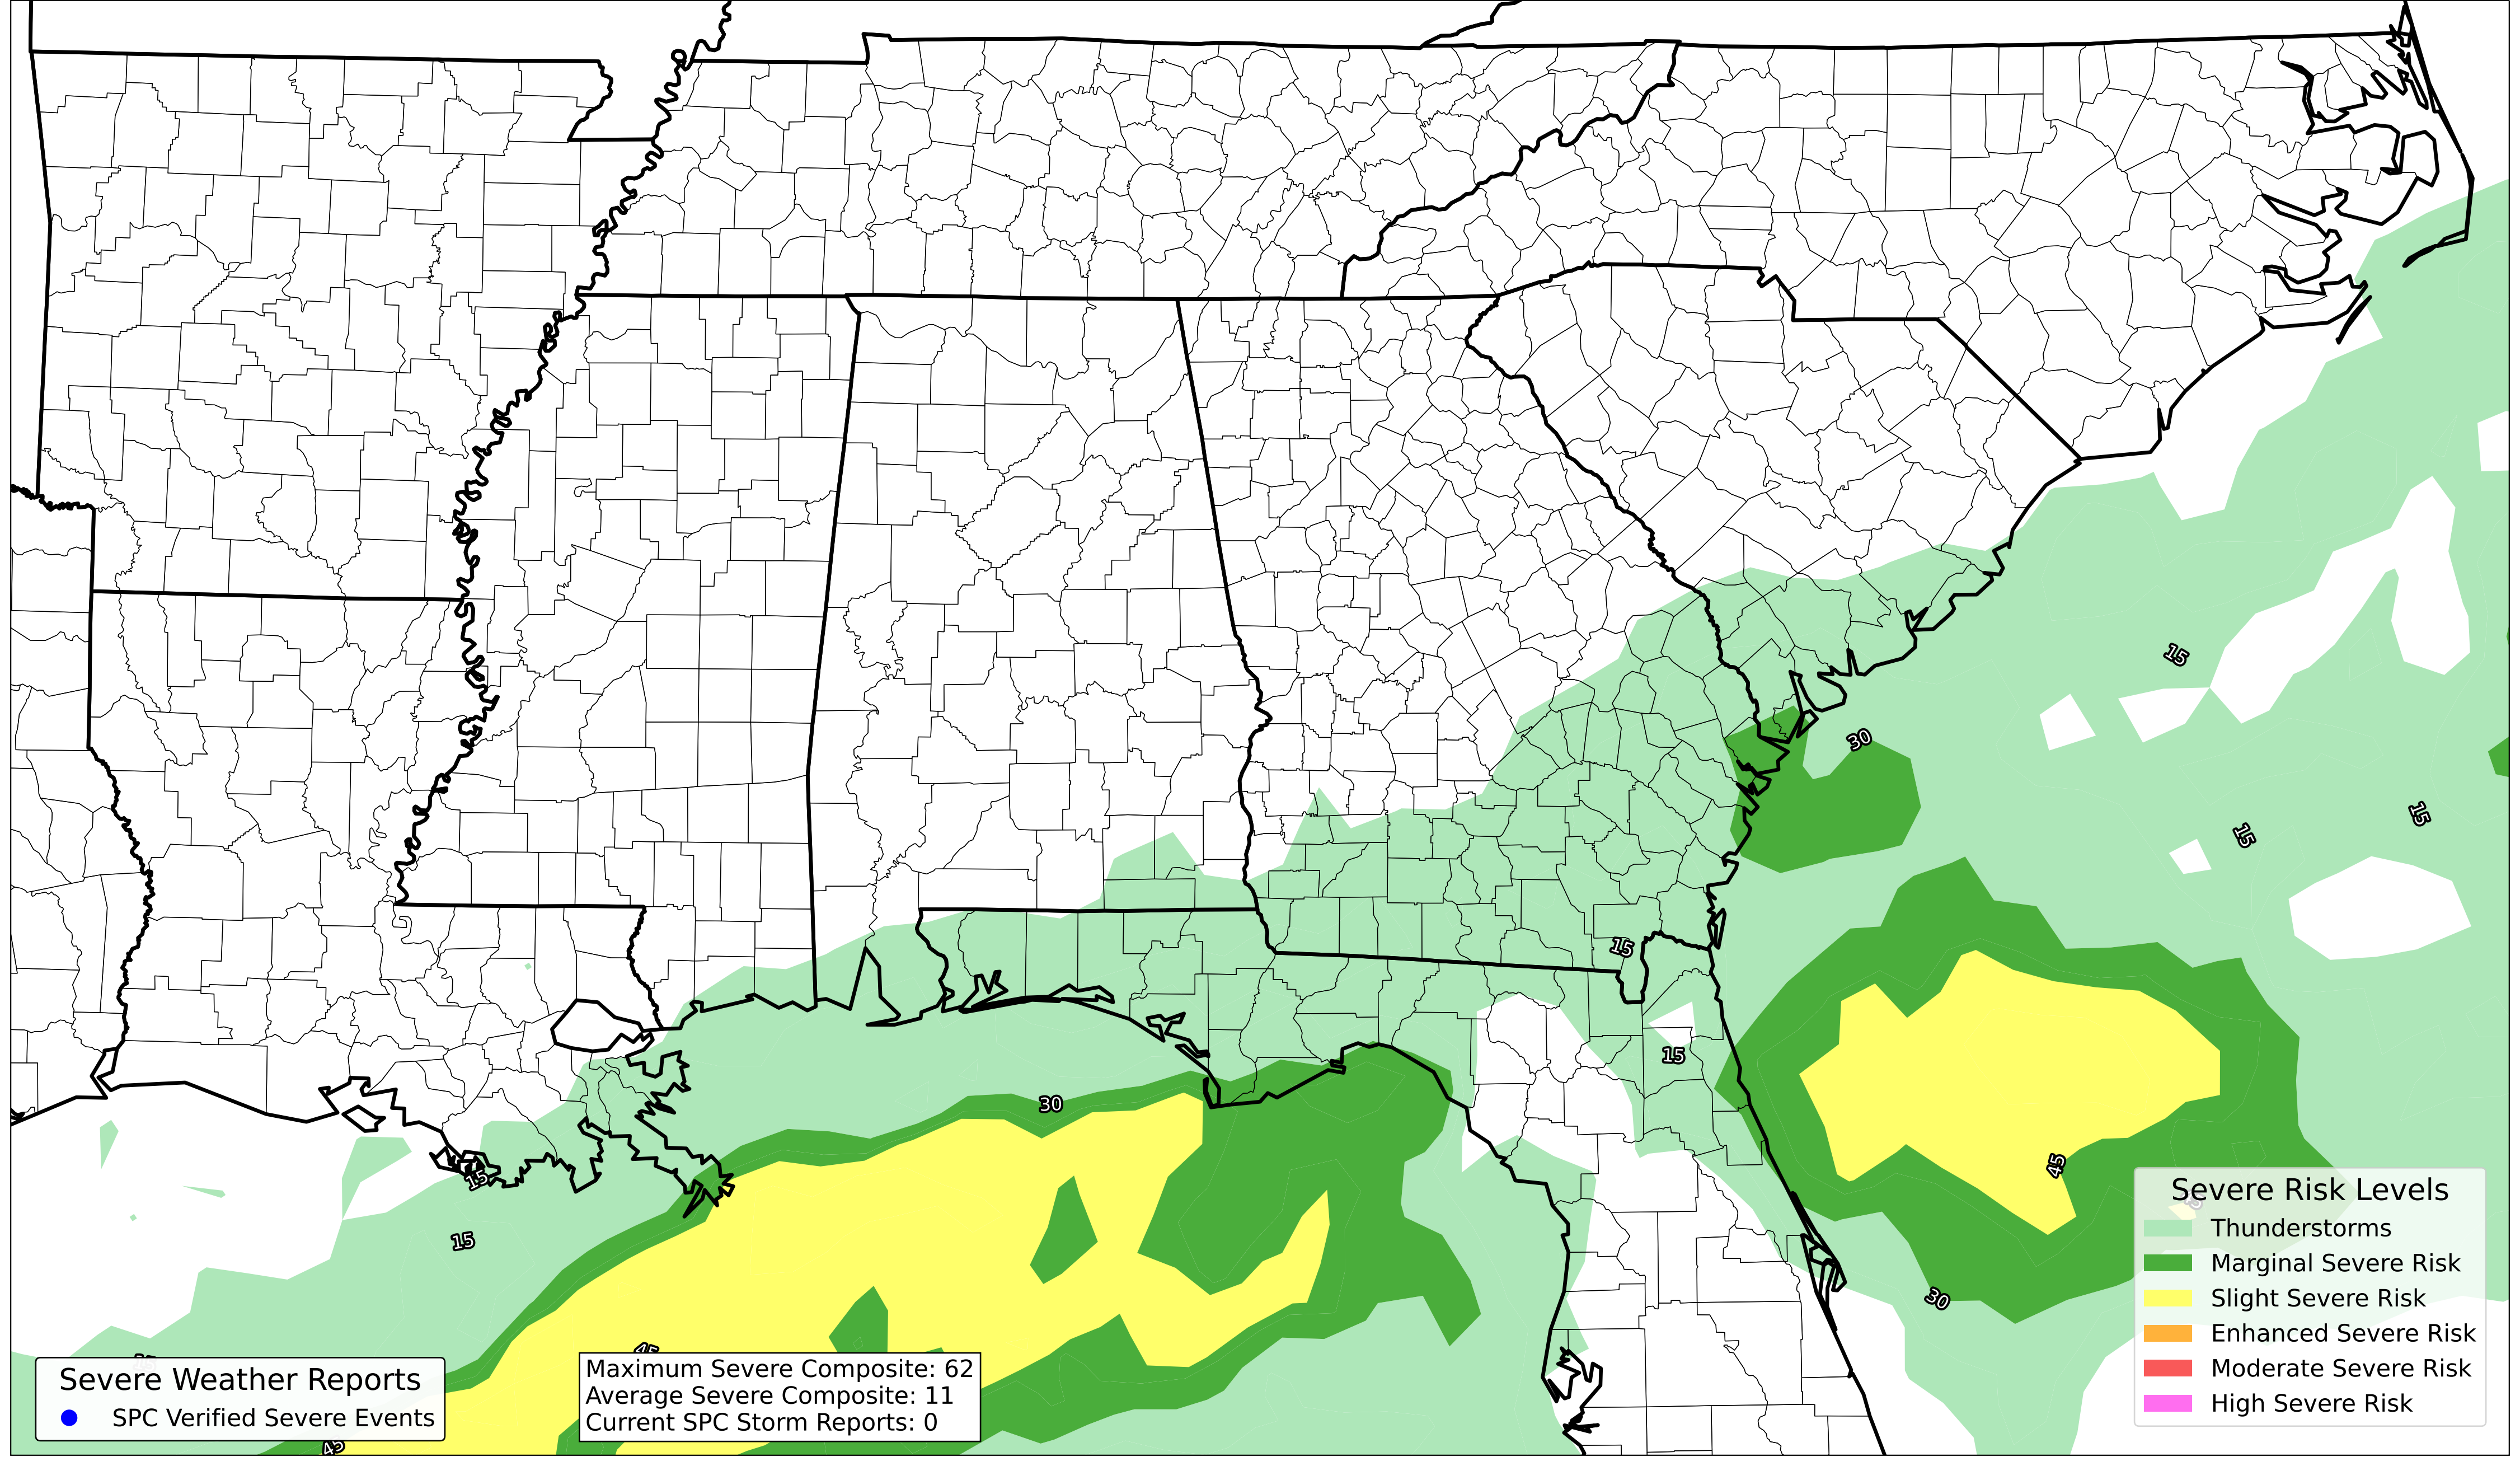 15
30
15
15
15
15
30
45
30
15
15
45
45
Severe Risk Levels
Thunderstorms
Marginal Severe Risk
Slight Severe Risk
Enhanced Severe Risk
Moderate Severe Risk
High Severe Risk
Severe Weather Reports
SPC Verified Severe Events
Maximum Severe Composite: 62
Average Severe Composite: 11
Current SPC Storm Reports: 0